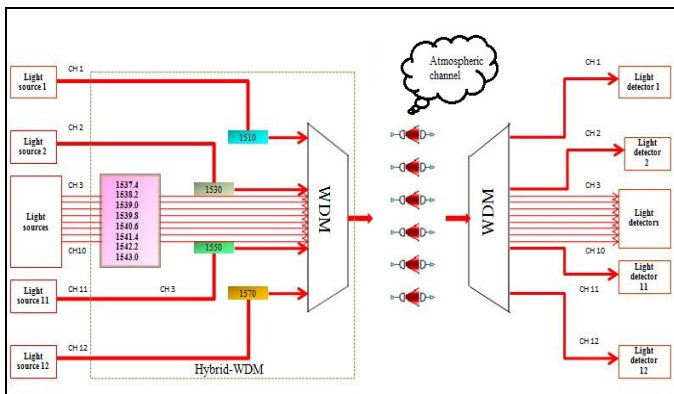 CH 1
Light
source 1
1510
CH 2
Light
source 2
1530
CH 3
Light
sources
CH10
1537.4
1538.2
1539.0
1539.8
1540.6
1541.4
1542.2
1543.0
1550
CH 11
CH 3
Light
source 11
1570
CH 12
Light
source 12
Hybrid-WDM
WDM
Atmospheric
channel
WDM
CH 1
Light
detector 1
CH 2
Light
detector
2
CH 3
Light
detectors
CH 10
Light
detector
11
CH 11
CH 12
Light
detector
12